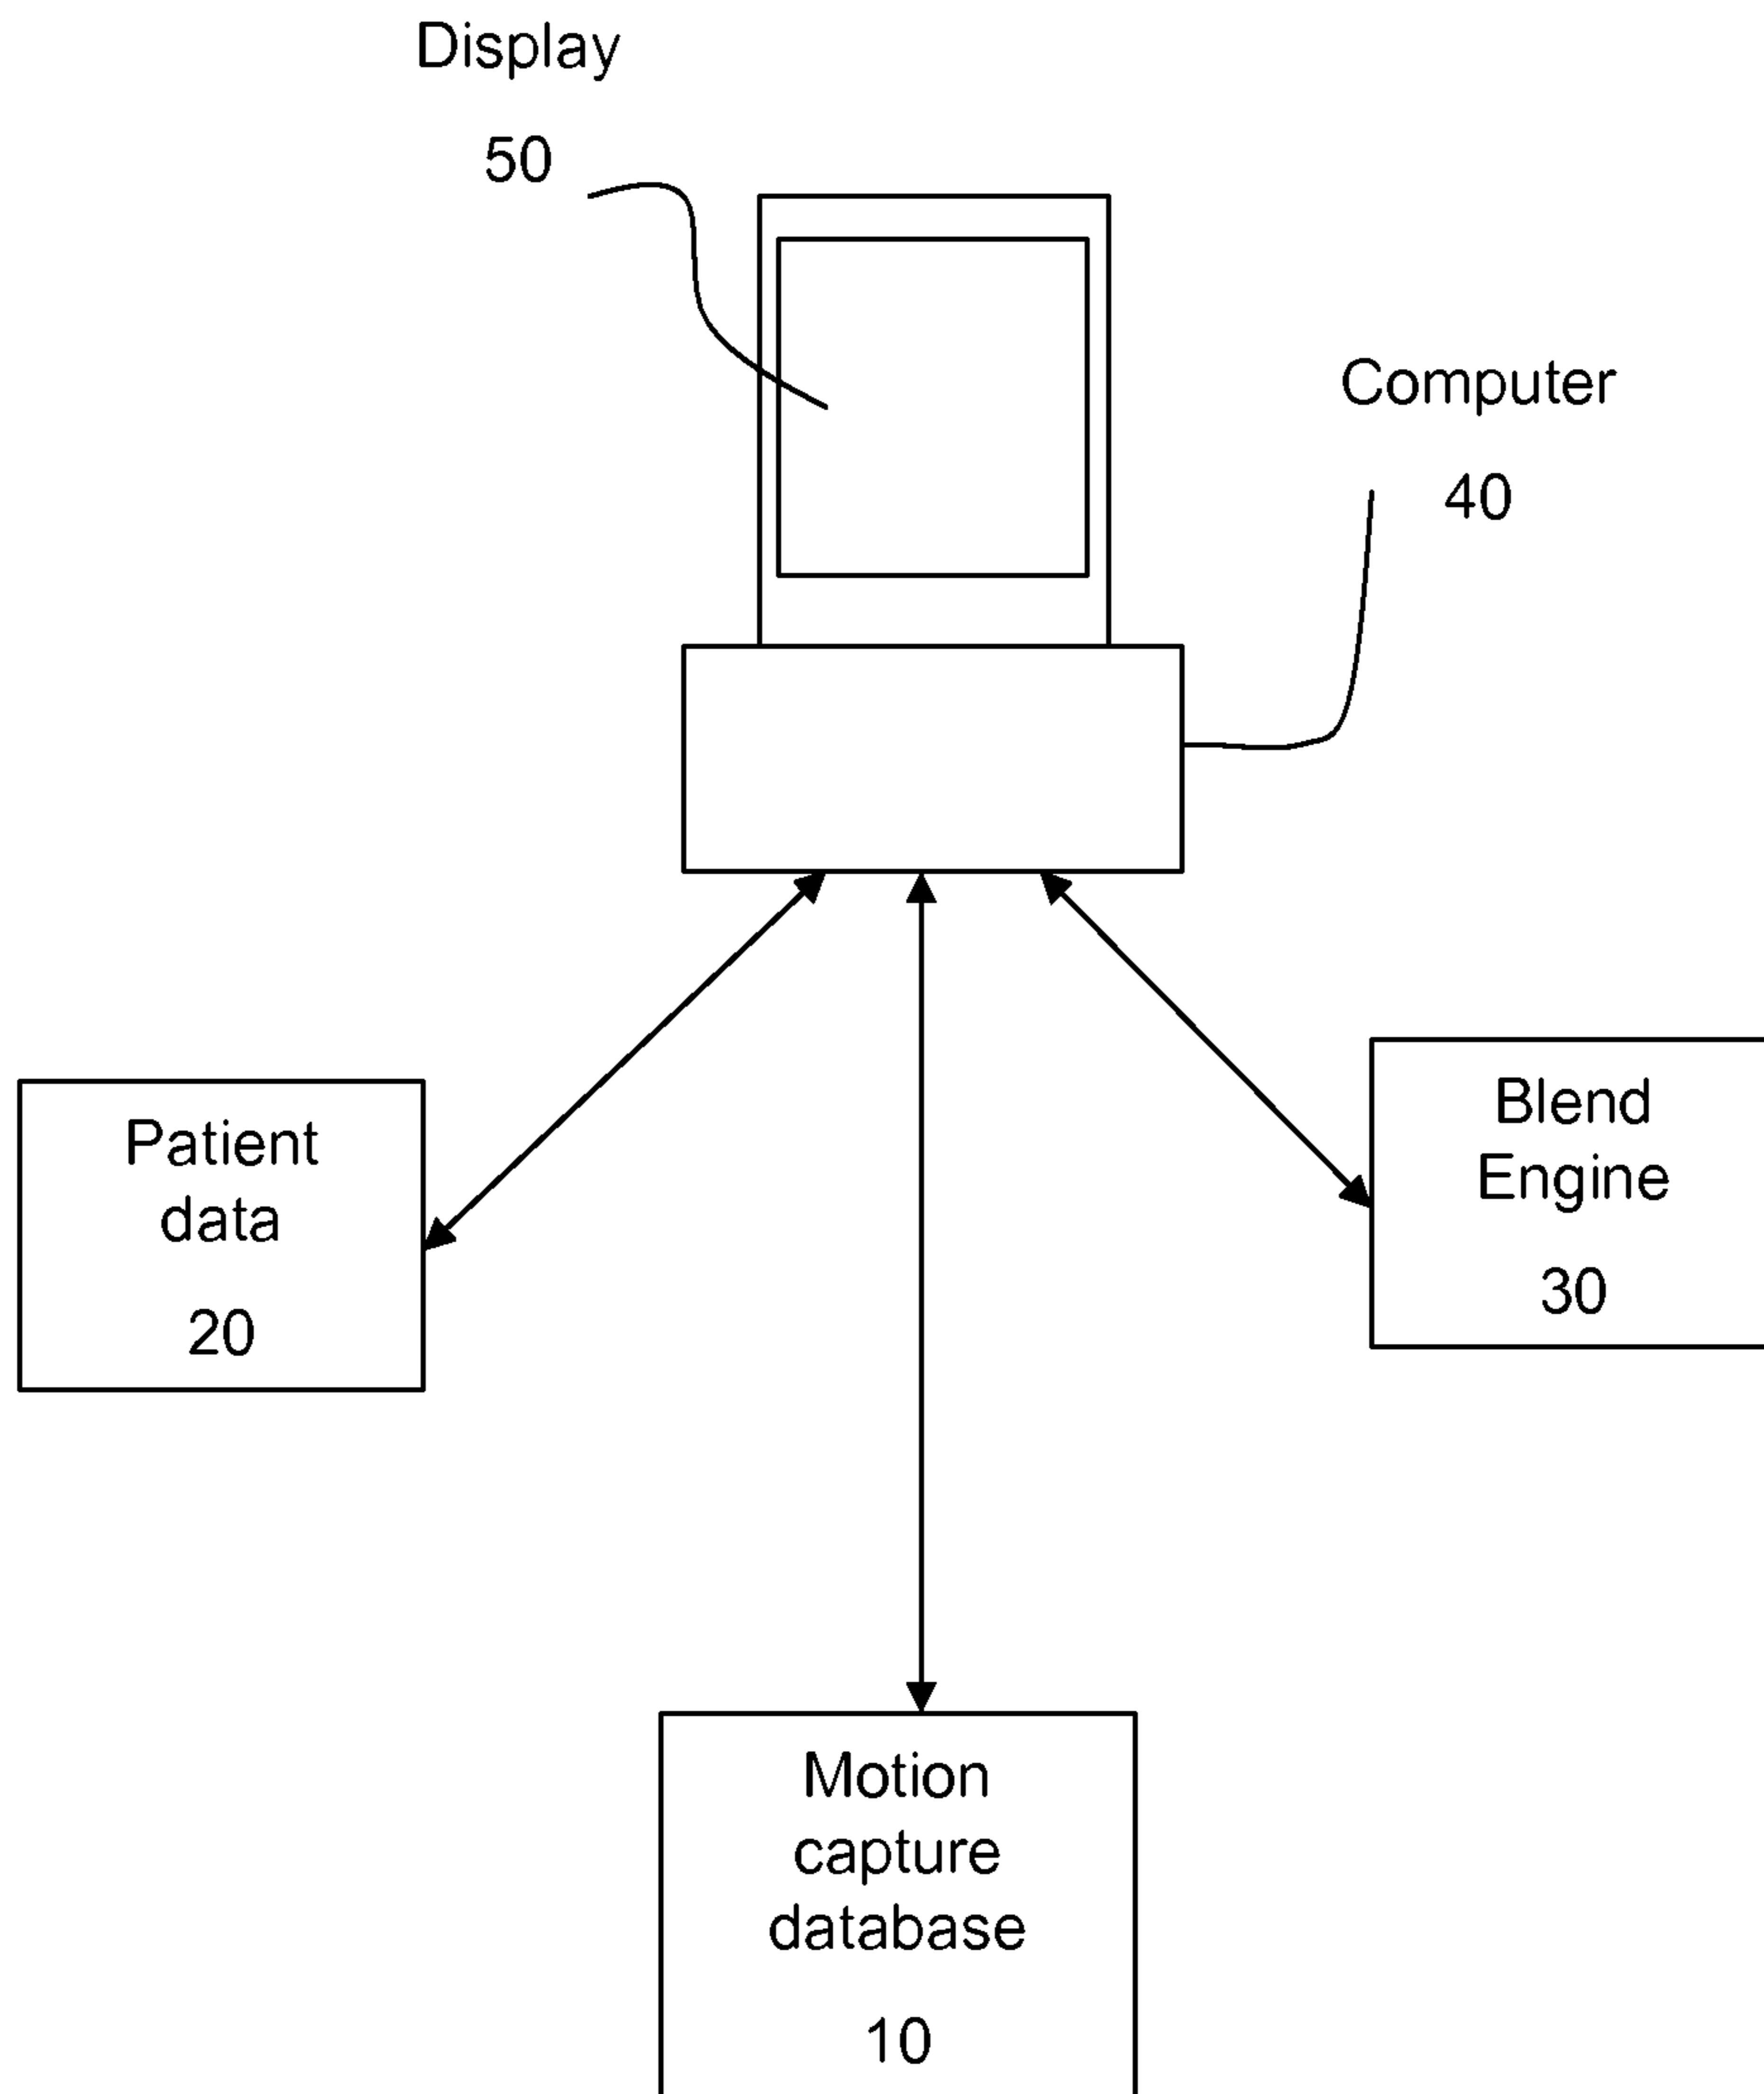 Display
50
Computer
40
Patient
data
20
Blend
Engine
30
Motion
capture
database
10